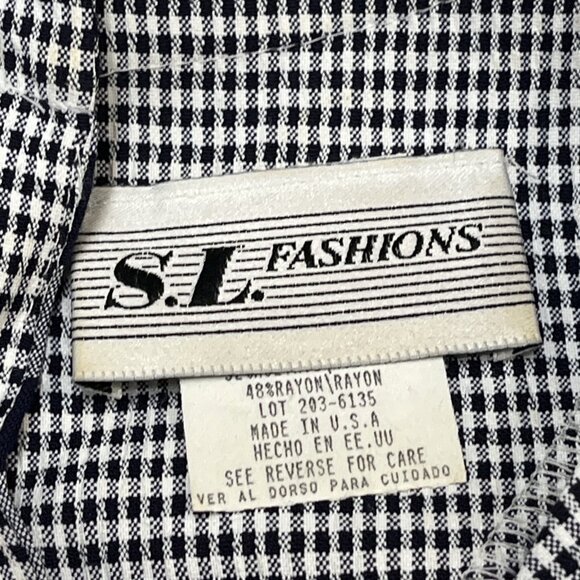 S.L. FASHIONS
48%RAYON\RAYON
LOT 203-6135
MADE IN U.S.A
HECHO EN EE.UU
SEE REVERSE FOR CARE
VER AL DORSO PARA CUIDADO